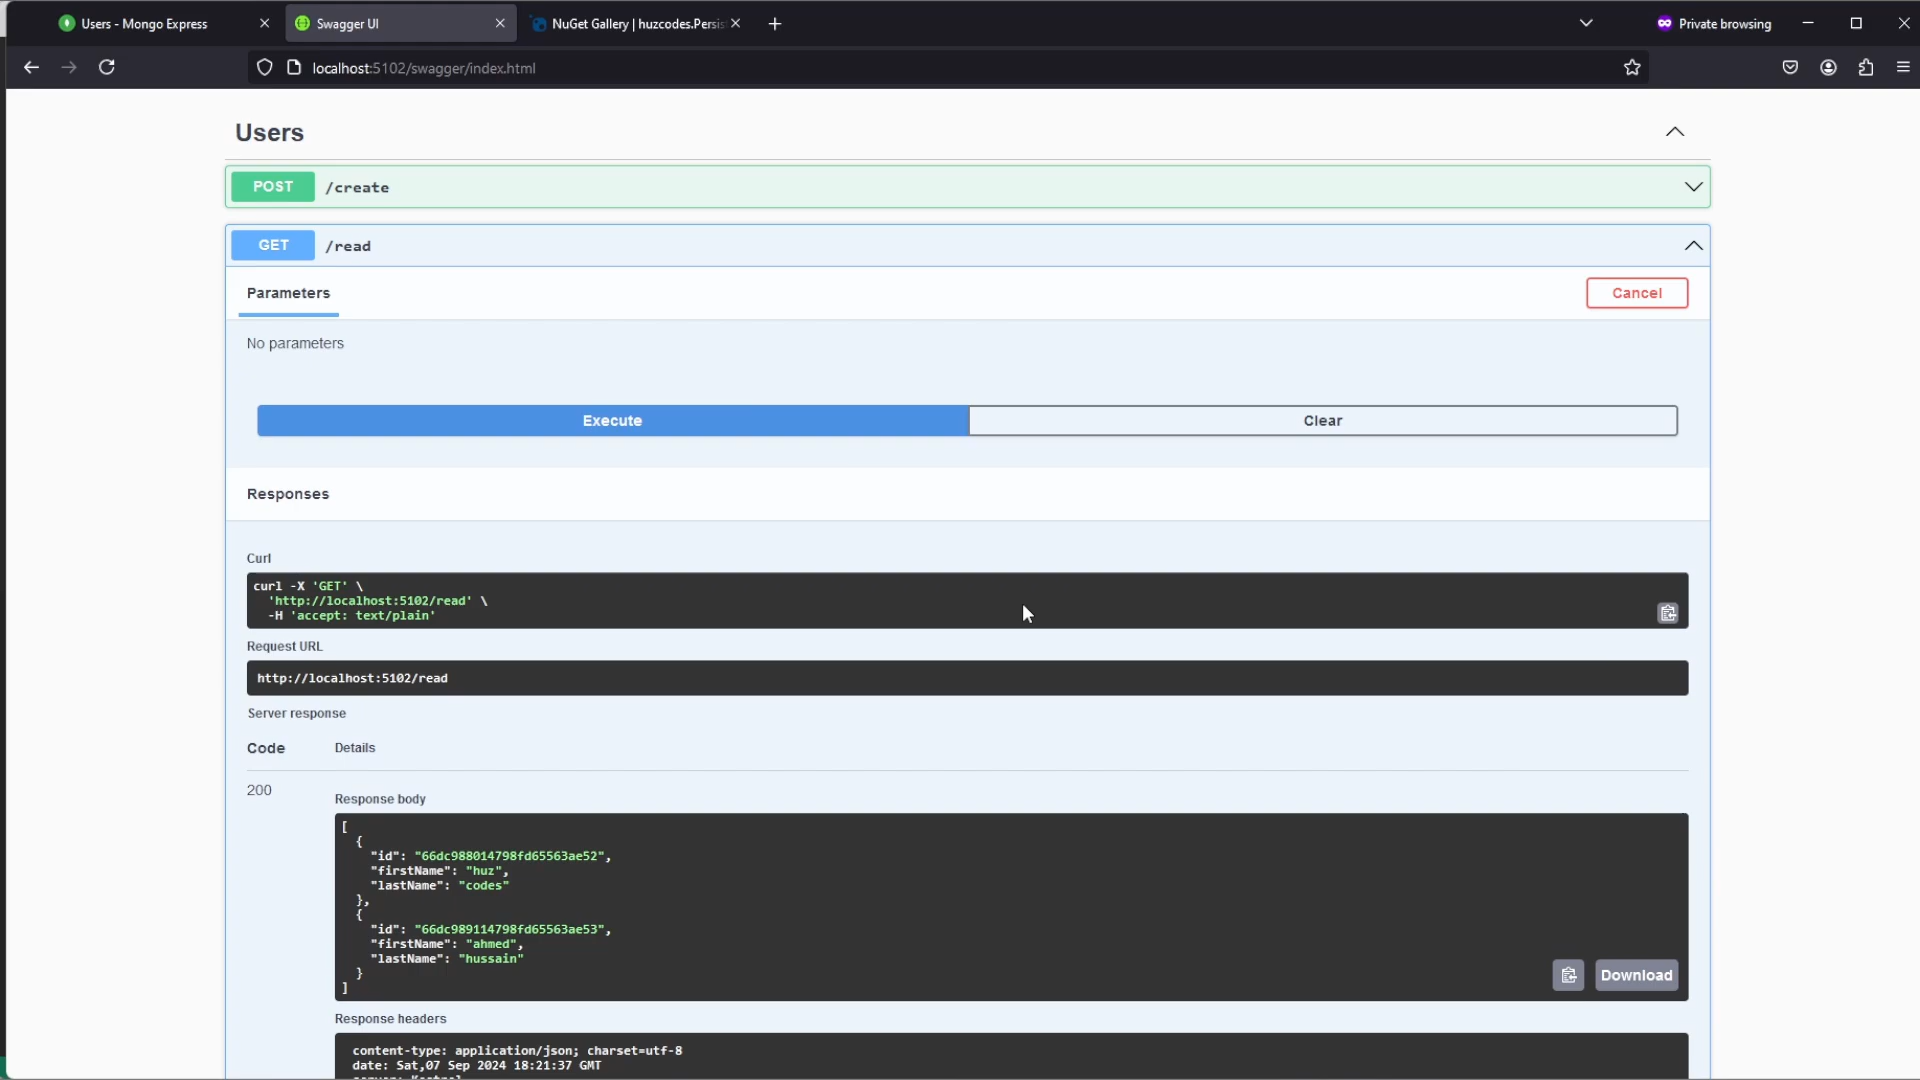 Users - Mongo Express
Swagger UI
NuGet Gallery | huzcodes.Persis
Private browsing
localhost:5102/swagger/index.html
Users
POST /create
GET /read
Parameters
Cancel
No parameters
Execute
Clear
Responses
Curl
curl -X 'GET' \
'http://localhost:5102/read' \
-H 'accept: text/plain'
Request URL
http://localhost:5102/read
Server response
Code Details
200
Response body
[
{
"id": "66dc988014798fd65563ae52",
"firstName": "huz",
"lastName": "codes"
},
{
"id": "66dc989114798fd65563ae53",
"firstName": "ahmed",
"lastName": "hussain"
}
]
Download
Response headers
content-type: application/json; charset=utf-8
date: Sat,07 Sep 2024 18:21:37 GMT